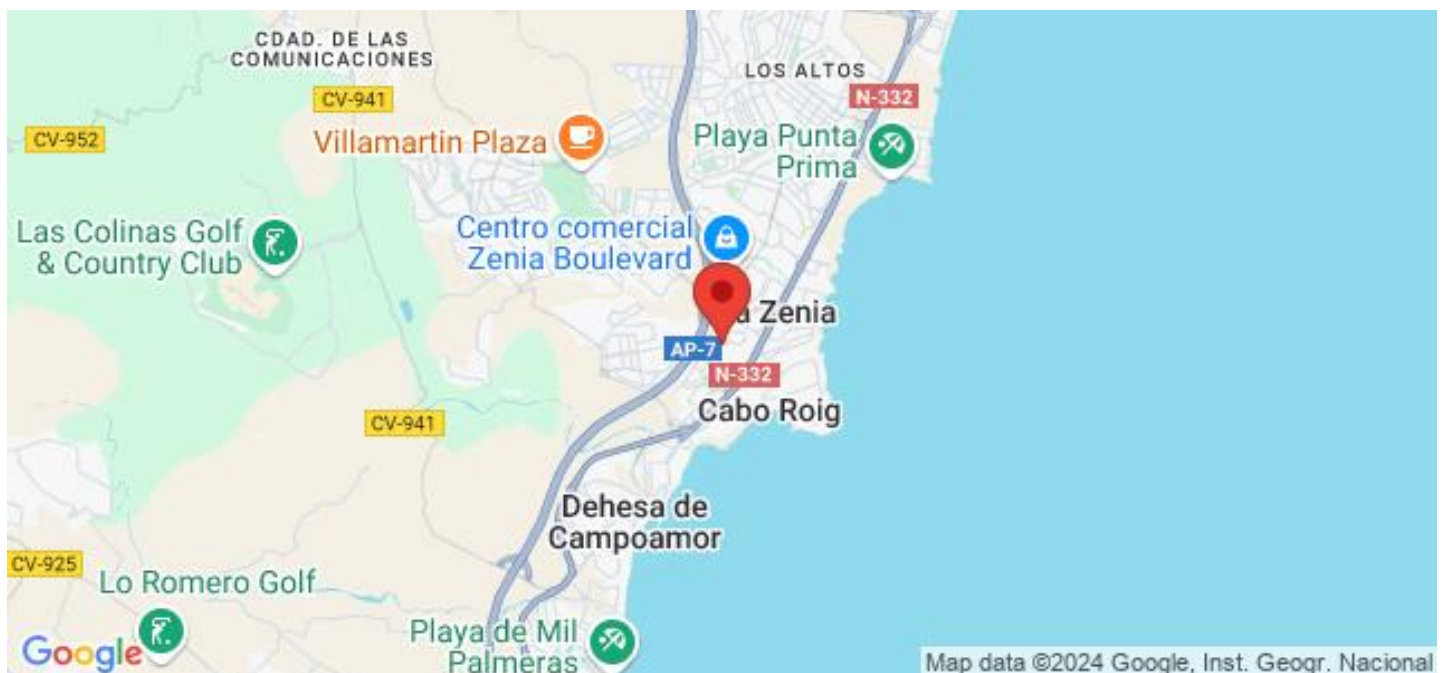 CDAD. DE LAS
COMUNICACIONES
LOS ALTOS
CV-941
N-332
CV-952
Villamartin Plaza
Playa Punta
Prima
Las Colinas Golf
& Country Club
Centro comercial
Zenia Boulevard
a Zenia
AP-7
N-332
Cabo Roig
CV-941
Dehesa de
Campoamor
CV-925
Lo Romero Golf
Playa de Mil
Palmeras
Google
Map data ©2024 Google, Inst. Geogr. Nacional